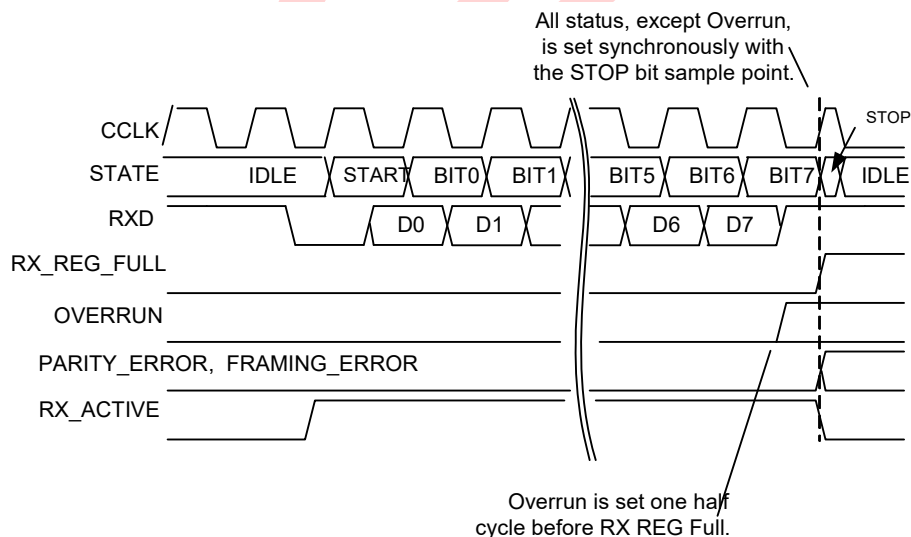 All status, except Overrun,
is set synchronously with
the STOP bit sample point.
CCLK
STOP
STATE IDLE START BIT0 BIT1 BIT5 BIT6 BIT7 IDLE
RXD D0 D1 D6 D7
RX_REG_FULL
OVERRUN
PARITY_ERROR, FRAMING_ERROR
RX_ACTIVE
Overrun is set one half
cycle before RX REG Full.